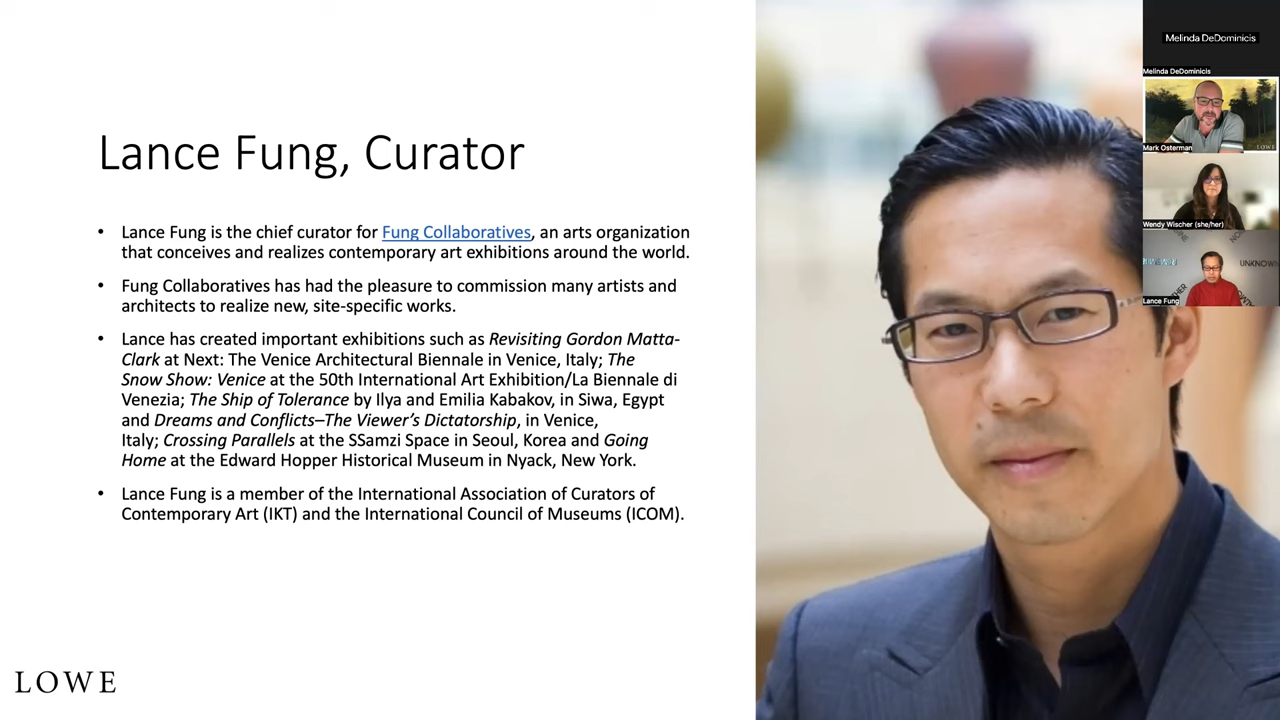 Lance Fung, Curator
• Lance Fung is the chief curator for Fung Collaboratives, an arts organization
that conceives and realizes contemporary art exhibitions around the world.
• Fung Collaboratives has had the pleasure to commission many artists and
architects to realize new, site-specific works.
• Lance has created important exhibitions such as Revisiting Gordon Matta-
Clark at Next: The Venice Architectural Biennale in Venice, Italy; The
Snow Show: Venice at the 50th International Art Exhibition/La Biennale di
Venezia; The Ship of Tolerance by Ilya and Emilia Kabakov, in Siwa, Egypt
and Dreams and Conflicts–The Viewer's Dictatorship, in Venice,
Italy; Crossing Parallels at the SSamzi Space in Seoul, Korea and Going
Home at the Edward Hopper Historical Museum in Nyack, New York.
• Lance Fung is a member of the International Association of Curators of
Contemporary Art (IKT) and the International Council of Museums (ICOM).
LOWE
Melinda DeDominicis
Melinda DeDominicis
LOWE
Mark Osterman
Wendy Wischer (she/her)
UNKNOWN
Lance Fung